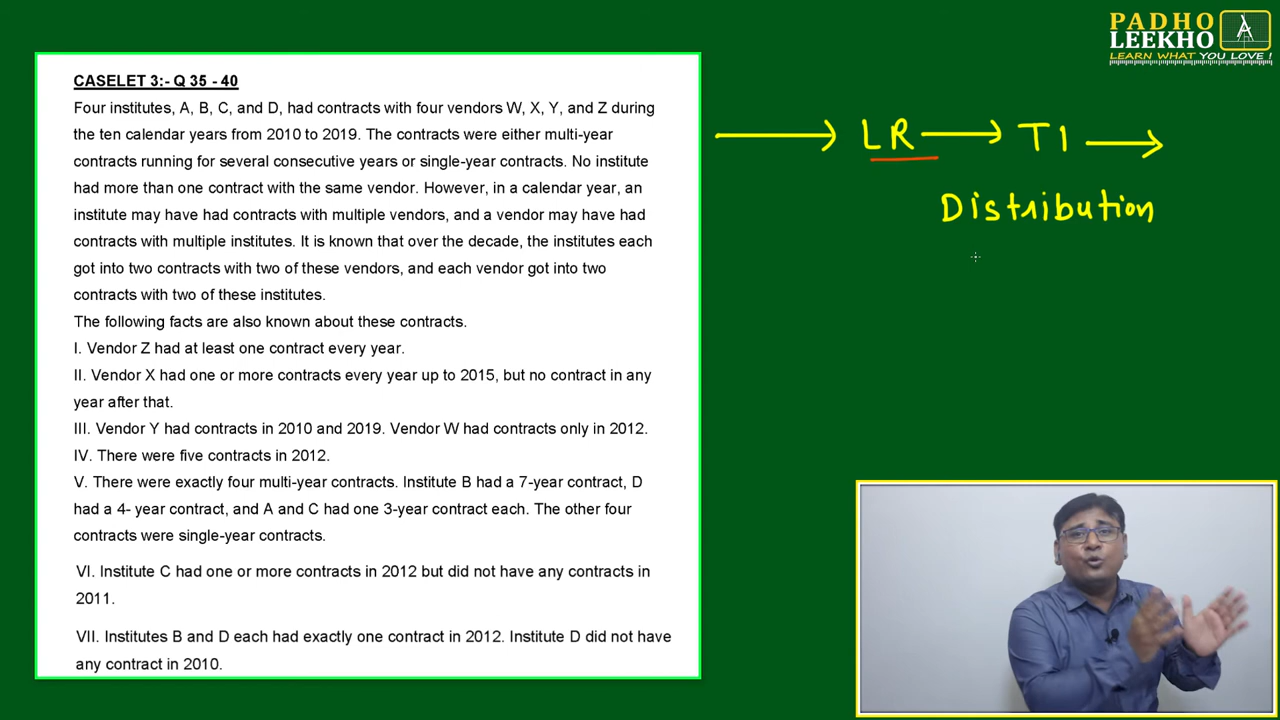 PADHO
LEEKHO
LEARN WHAT YOU LOVE !
CASELET 3:- Q 35 - 40
Four institutes, A, B, C, and D, had contracts with four vendors W, X, Y, and Z during
the ten calendar years from 2010 to 2019. The contracts were either multi-year
contracts running for several consecutive years or single-year contracts. No institute
had more than one contract with the same vendor. However, in a calendar year, an
institute may have had contracts with multiple vendors, and a vendor may have had
contracts with multiple institutes. It is known that over the decade, the institutes each
got into two contracts with two of these vendors, and each vendor got into two
contracts with two of these institutes.
The following facts are also known about these contracts.
I. Vendor Z had at least one contract every year.
II. Vendor X had one or more contracts every year up to 2015, but no contract in any
year after that.
III. Vendor Y had contracts in 2010 and 2019. Vendor W had contracts only in 2012.
IV. There were five contracts in 2012.
V. There were exactly four multi-year contracts. Institute B had a 7-year contract, D
had a 4- year contract, and A and C had one 3-year contract each. The other four
contracts were single-year contracts.
VI. Institute C had one or more contracts in 2012 but did not have any contracts in
2011.
VII. Institutes B and D each had exactly one contract in 2012. Institute D did not have
any contract in 2010.
LR → T1 →
Distribution